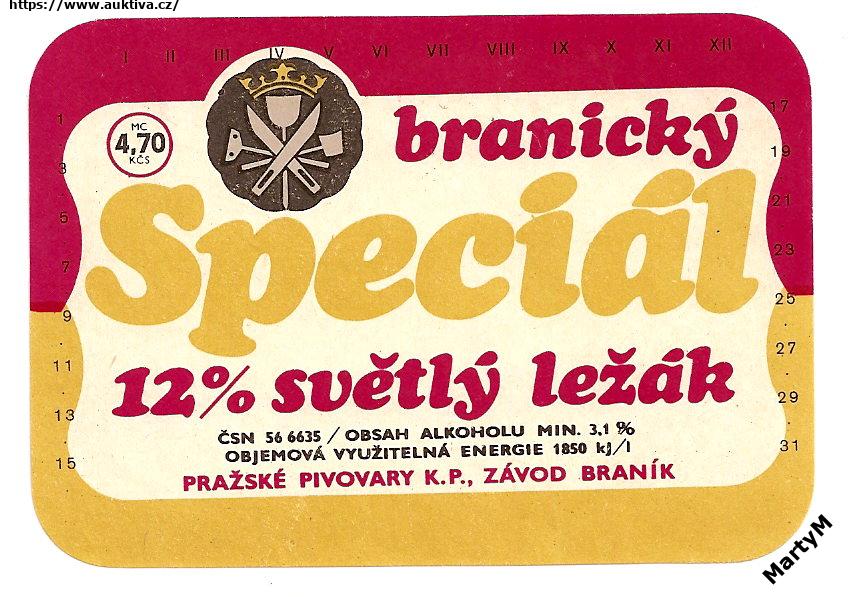 https://www.auktiva.cz/
I II III IV V VI VII VIII IX X XI XII
1
3
5
7
9
11
13
15
17
19
21
23
25
27
29
31
MC
4,70
KČS
branický
Speciál
12% světlý ležák
ČSN 56 6635 / OBSAH ALKOHOLU MIN. 3,1 %
OBJEMOVÁ VYUŽITELNÁ ENERGIE 1850 kJ/l
PRAŽSKÉ PIVOVARY K.P., ZÁVOD BRANÍK
MartyM